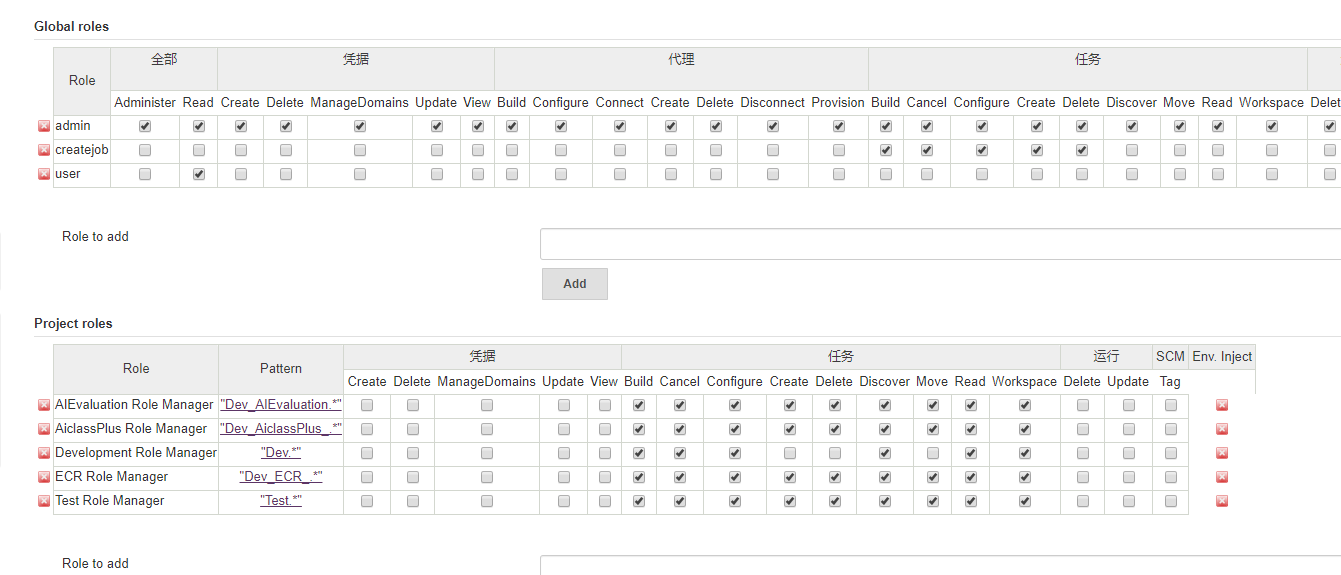 Global roles
Role 全部 凭据 代理 任务
Administer Read Create Delete ManageDomains Update View Build Configure Connect Create Delete Disconnect Provision Build Cancel Configure Create Delete Discover Move Read Workspace Delet
admin
createjob
user
Role to add
Add
Project roles
Role Pattern 凭据 任务 运行 SCM Env. Inject
Create Delete ManageDomains Update View Build Cancel Configure Create Delete Discover Move Read Workspace Delete Update Tag
AIEvaluation Role Manager "Dev_AIEvaluation.*"
AiclassPlus Role Manager "Dev_AiclassPlus_.*"
Development Role Manager "Dev.*"
ECR Role Manager "Dev_ECR_.*"
Test Role Manager "Test.*"
Role to add